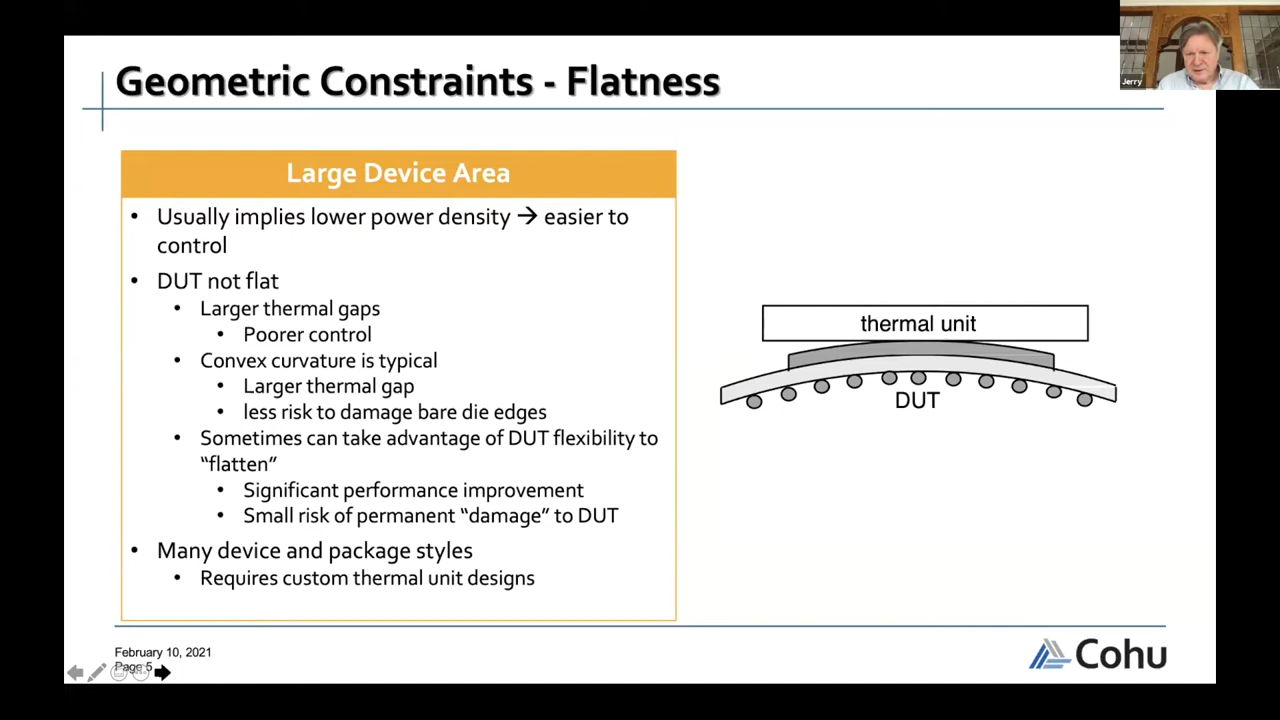 Geometric Constraints - Flatness
Jerry
Large Device Area
• Usually implies lower power density → easier to
control
• DUT not flat
• Larger thermal gaps
• Poorer control
• Convex curvature is typical
• Larger thermal gap
• less risk to damage bare die edges
• Sometimes can take advantage of DUT flexibility to
“flatten”
• Significant performance improvement
• Small risk of permanent “damage” to DUT
• Many device and package styles
• Requires custom thermal unit designs
thermal unit
DUT
February 10, 2021
Page 5
Cohu